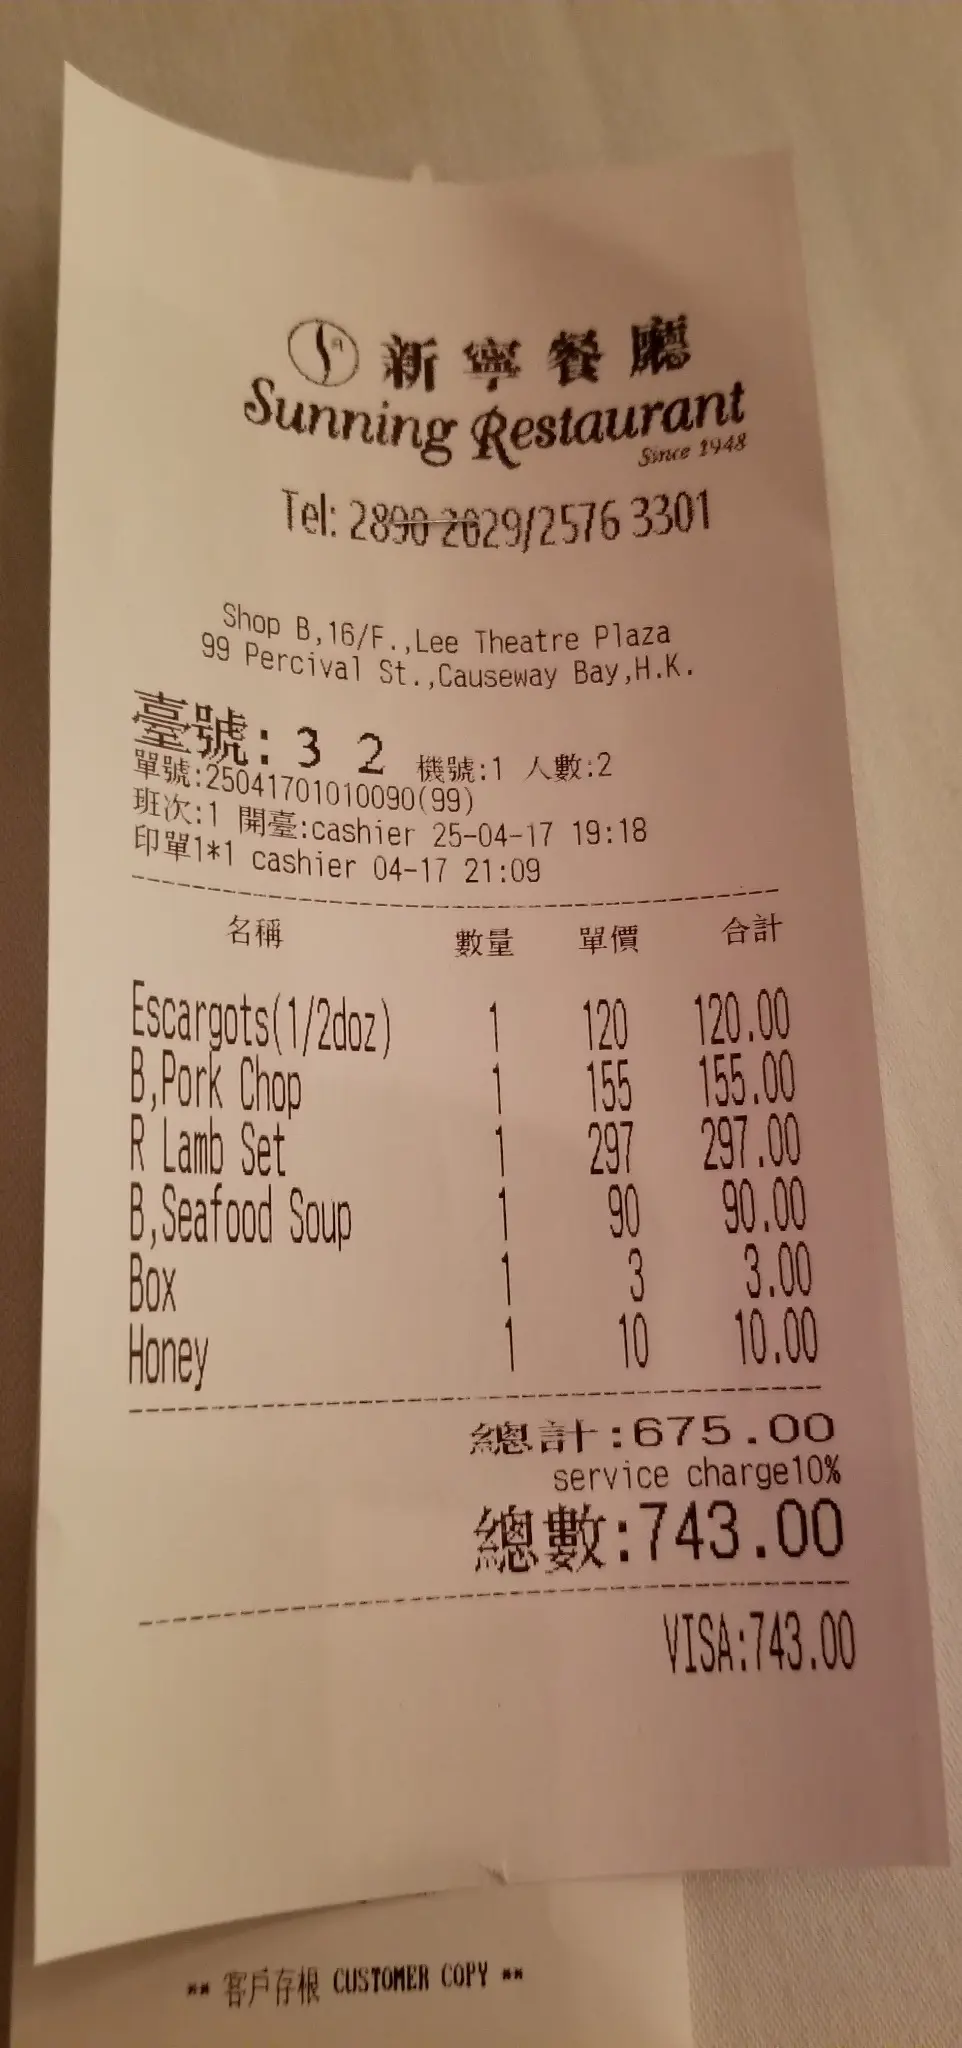 新寧餐廳
Sunning Restaurant
Since 1948
Tel: 2890 2629/2576 3301
Shop B,16/F.,Lee Theatre Plaza
99 Percival St.,Causeway Bay,H.K.
臺號:32 機號:1 人數:2
單號:25041701010090(99)
班次:1 開臺:cashier 25-04-17 19:18
印單1*1 cashier 04-17 21:09
名稱 數量 單價 合計
Escargots(1/2doz) 1 120 120.00
B,Pork Chop 1 155 155.00
R Lamb Set 1 297 297.00
B,Seafood Soup 1 90 90.00
Box 1 3 3.00
Honey 1 10 10.00
總計:675.00
service charge10%
總數:743.00
VISA:743.00
** 客戶存根 CUSTOMER COPY **